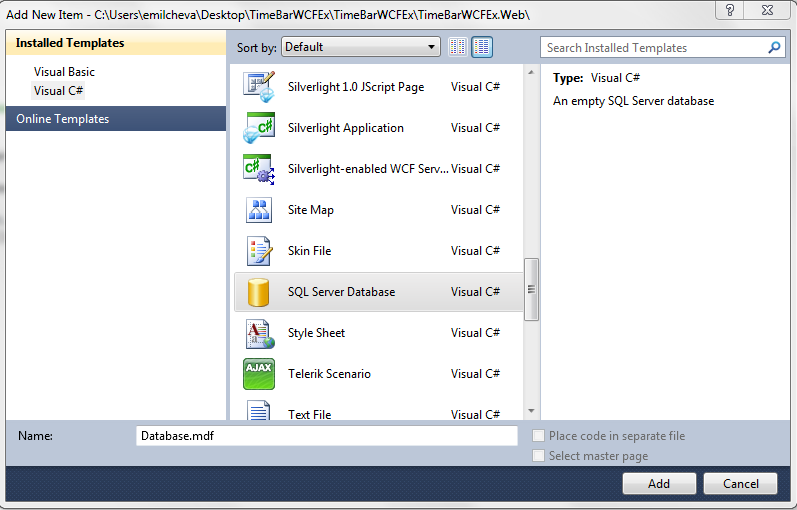 Add New Item - C:\Users\emilcheva\Desktop\TimeBarWCFEx\TimeBarWCFEx\TimeBarWCFEx.Web\
Installed Templates
Sort by: Default
Search Installed Templates
Visual Basic
Visual C#
Online Templates
Silverlight 1.0 JScript Page Visual C#
Silverlight Application Visual C#
Silverlight-enabled WCF Serv... Visual C#
Site Map Visual C#
Skin File Visual C#
SQL Server Database Visual C#
Style Sheet Visual C#
AJAX
Telerik Scenario Visual C#
Text File Visual C#
Type: Visual C#
An empty SQL Server database
Name: Database.mdf
Place code in separate file
Select master page
Add Cancel